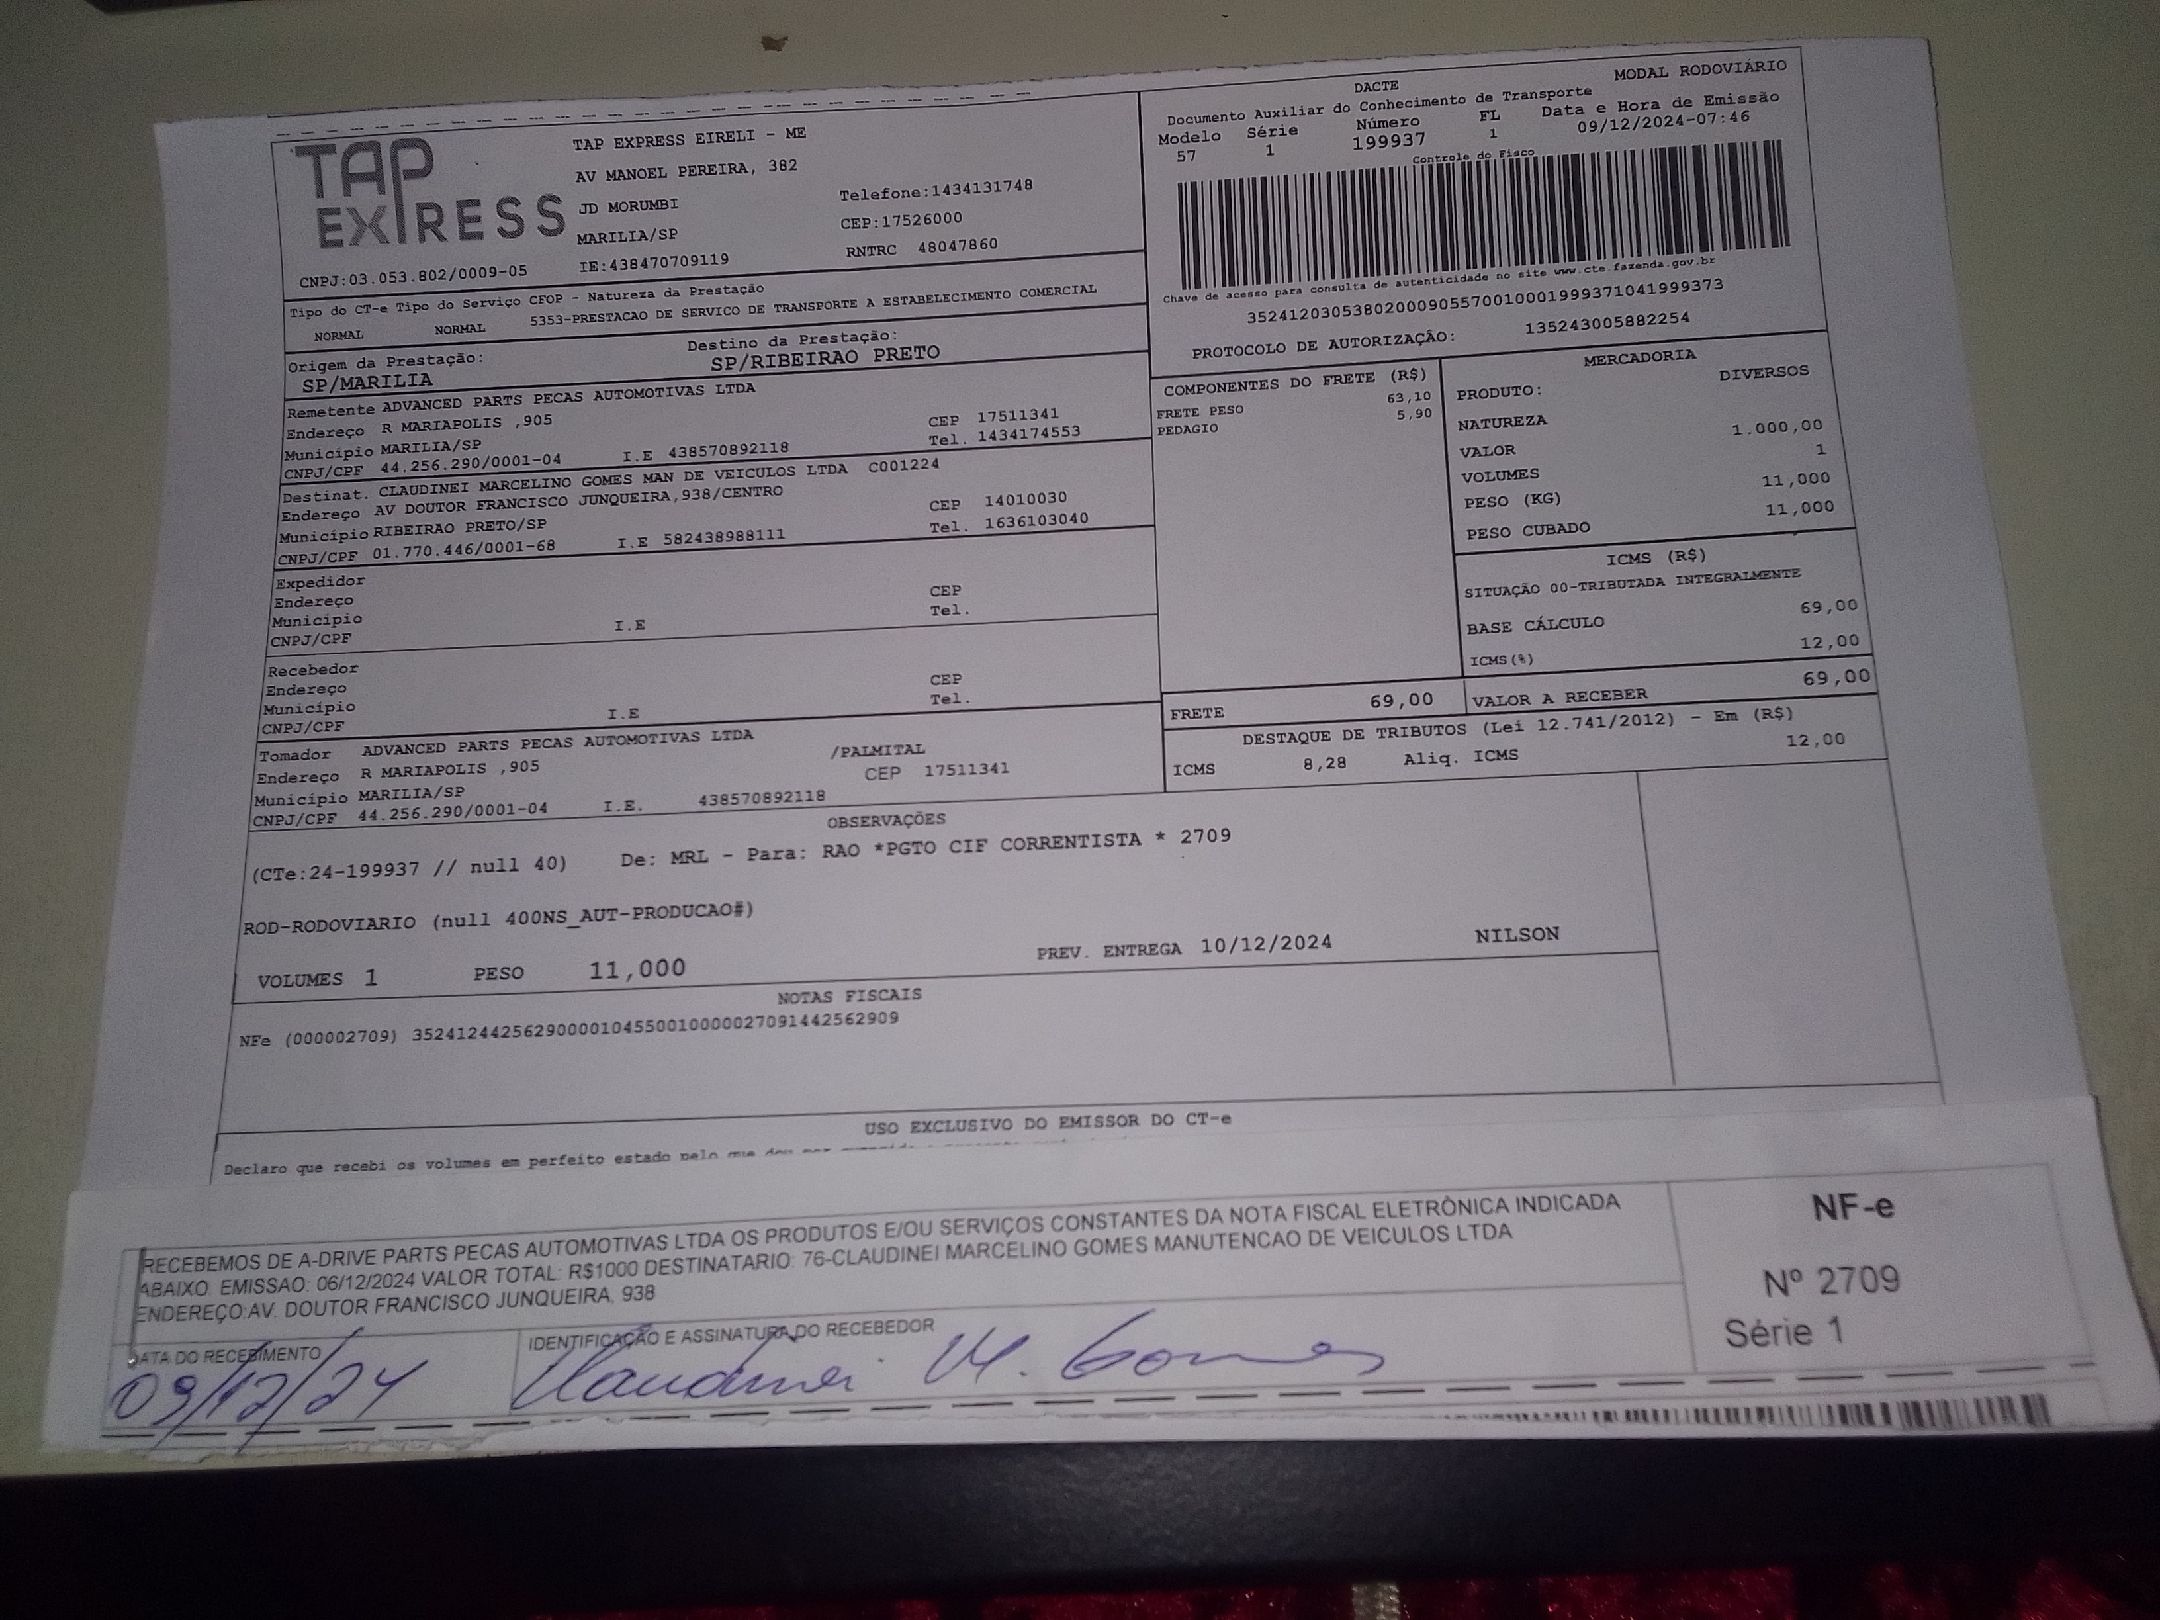 TAP EXPRESS
TAP EXPRESS EIRELI - ME
AV MANOEL PEREIRA, 382
JD MORUMBI
Telefone:1434131748
MARILIA/SP
CEP:17526000
CNPJ:03.053.802/0009-05
IE:438470709119
RNTRC 48047860
DACTE
MODAL RODOVIÁRIO
Documento Auxiliar do Conhecimento de Transporte
Modelo Série Número FL Data e Hora de Emissão
57 1 199937 1 09/12/2024-07:46
Controle do Fisco
Chave de acesso para consulta de autenticidade no site www.cte.fazenda.gov.br
35241203053802000905570010001999371041999373
PROTOCOLO DE AUTORIZAÇÃO: 135243005882254
Tipo do CT-e Tipo do Serviço CFOP - Natureza da Prestação
NORMAL NORMAL 5353-PRESTACAO DE SERVICO DE TRANSPORTE A ESTABELECIMENTO COMERCIAL
Origem da Prestação: Destino da Prestação:
SP/MARILIA SP/RIBEIRAO PRETO
Remetente ADVANCED PARTS PECAS AUTOMOTIVAS LTDA
Endereço R MARIAPOLIS ,905 CEP 17511341
Município MARILIA/SP Tel. 1434174553
CNPJ/CPF 44.256.290/0001-04 I.E 438570892118
Destinat. CLAUDINEI MARCELINO GOMES MAN DE VEICULOS LTDA C001224
Endereço AV DOUTOR FRANCISCO JUNQUEIRA,938/CENTRO
Município RIBEIRAO PRETO/SP CEP 14010030
CNPJ/CPF 01.770.446/0001-68 I.E 582438988111 Tel. 1636103040
Expedidor
Endereço CEP
Município Tel.
CNPJ/CPF I.E
Recebedor
Endereço CEP
Município Tel.
CNPJ/CPF I.E
Tomador ADVANCED PARTS PECAS AUTOMOTIVAS LTDA
Endereço R MARIAPOLIS ,905 /PALMITAL
Município MARILIA/SP CEP 17511341
CNPJ/CPF 44.256.290/0001-04 I.E. 438570892118
COMPONENTES DO FRETE (R$)
FRETE PESO 63,10
PEDAGIO 5,90
MERCADORIA
PRODUTO: DIVERSOS
NATUREZA
VALOR 1.000,00
VOLUMES 1
PESO (KG) 11,000
PESO CUBADO 11,000
ICMS (R$)
SITUAÇÃO 00-TRIBUTADA INTEGRALMENTE
BASE CÁLCULO 69,00
ICMS(%) 12,00
FRETE 69,00 VALOR A RECEBER 69,00
DESTAQUE DE TRIBUTOS (Lei 12.741/2012) - Em (R$)
ICMS 8,28 Aliq. ICMS 12,00
OBSERVAÇÕES
(CTe:24-199937 // null 40) De: MRL - Para: RAO *PGTO CIF CORRENTISTA * 2709
ROD-RODOVIARIO (null 400NS_AUT-PRODUCAO#)
VOLUMES 1 PESO 11,000 PREV. ENTREGA 10/12/2024 NILSON
NOTAS FISCAIS
NFe (000002709) 35241244256290000104550010000027091442562909
USO EXCLUSIVO DO EMISSOR DO CT-e
Declaro que recebi os volumes em perfeito estado pelo que dou por
RECEBEMOS DE A-DRIVE PARTS PECAS AUTOMOTIVAS LTDA OS PRODUTOS E/OU SERVIÇOS CONSTANTES DA NOTA FISCAL ELETRÔNICA INDICADA
ABAIXO. EMISSAO: 06/12/2024 VALOR TOTAL: R$1000 DESTINATARIO: 76-CLAUDINEI MARCELINO GOMES MANUTENCAO DE VEICULOS LTDA
ENDEREÇO:AV. DOUTOR FRANCISCO JUNQUEIRA, 938
NF-e
Nº 2709
Série 1
DATA DO RECEBIMENTO IDENTIFICAÇÃO E ASSINATURA DO RECEBEDOR
09/12/24 Claudinei M. Gomes